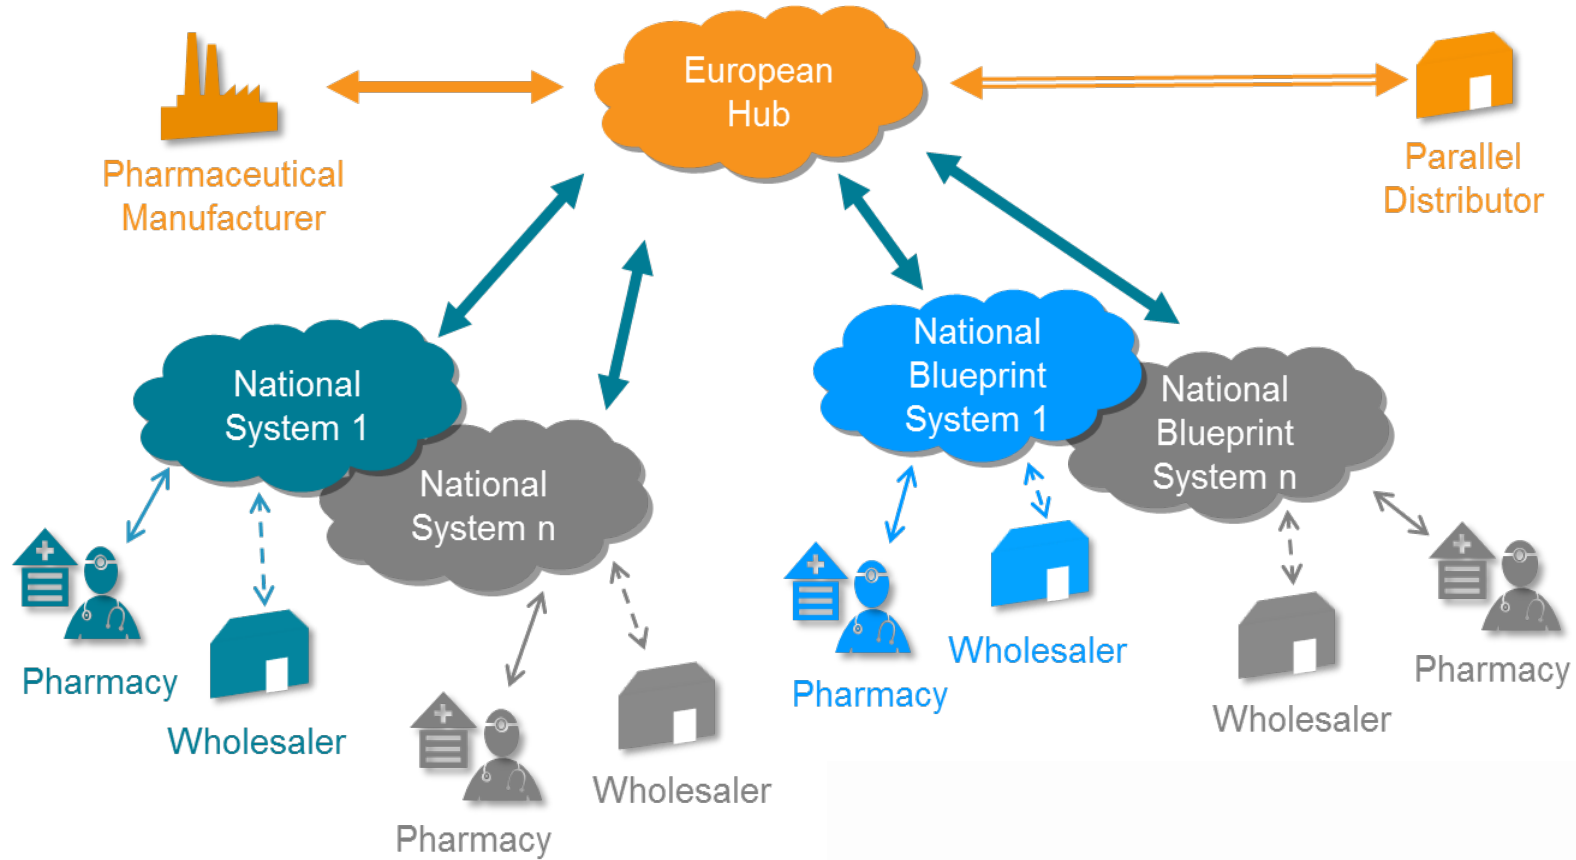 European
Hub
Pharmaceutical
Manufacturer
Parallel
Distributor
National
System 1
National
System n
National
Blueprint
System 1
National
Blueprint
System n
Pharmacy
Wholesaler
Pharmacy
Wholesaler
Pharmacy
Wholesaler
Wholesaler
Pharmacy